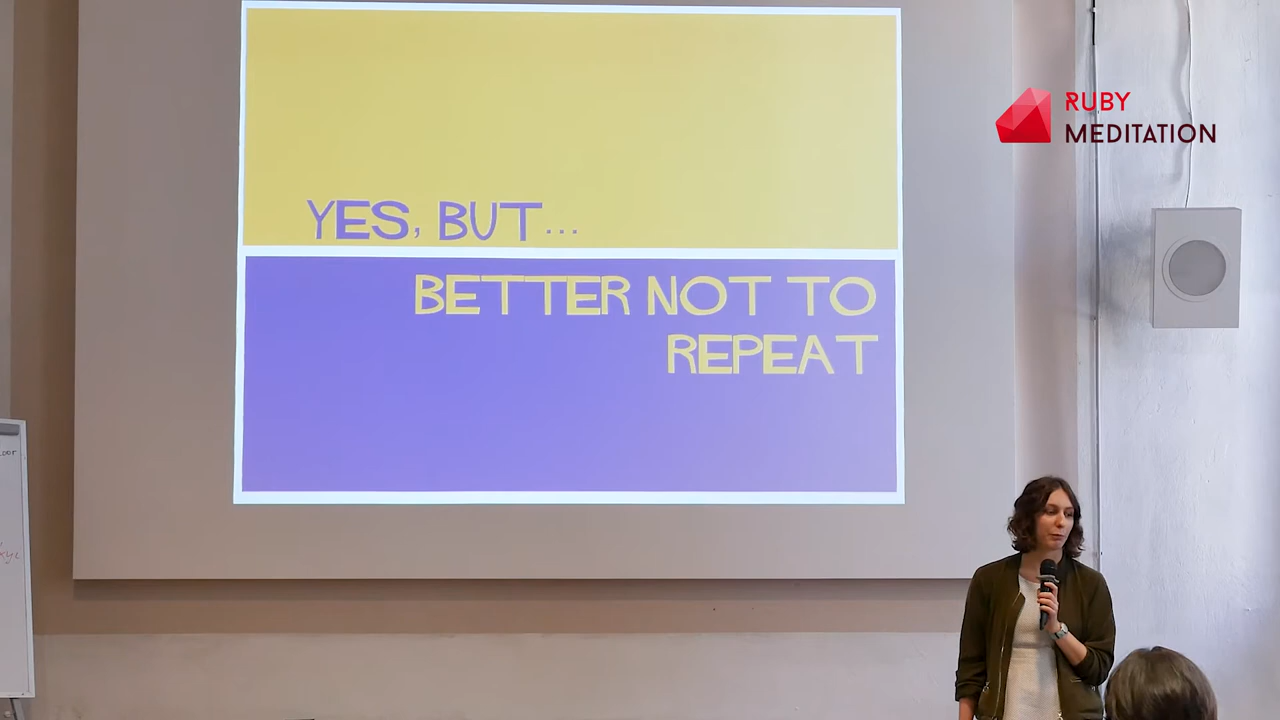 YES, BUT...
BETTER NOT TO
REPEAT
RUBY
MEDITATION